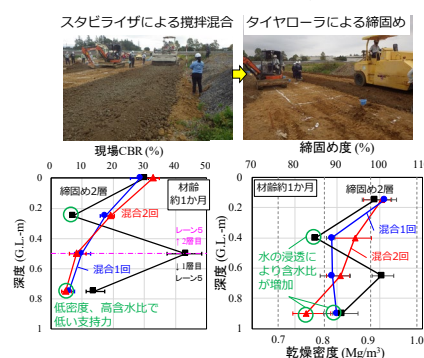 スタビライザによる撹拌混合
タイヤローラによる締固め
現場CBR (%)
0 10 20 30 40 50
0
0.2
0.4
0.6
0.8
1
深度 (G.L.-m)
締固め2層
材齢
約1か月
混合2回
混合1回
レーン5
↑2層目
↓1層目
レーン5
低密度、高含水比で
低い支持力
締固め度 (%)
70 80 90 100 110
0
0.2
0.4
0.6
0.8
1
深度 (G.L.-m)
材齢約1か月
締固め2層
混合1回
混合2回
水の浸透に
より含水比
が増加
0.7 0.8 0.9 1 1.1
乾燥密度 (Mg/m³)